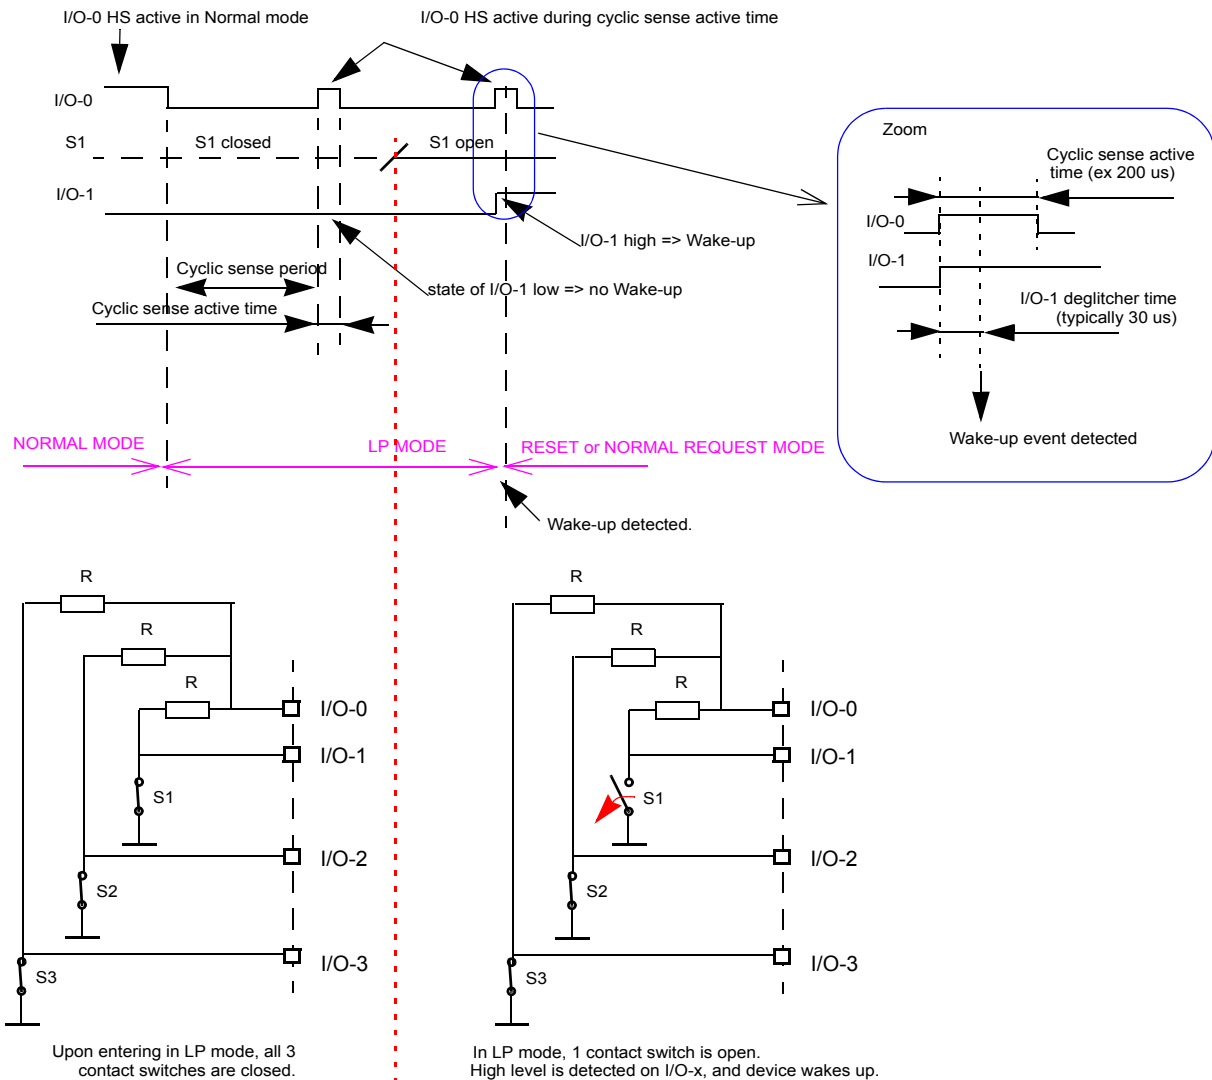 I/O-0 HS active in Normal mode
I/O-0 HS active during cyclic sense active time
I/O-0
S1
S1 closed
S1 open
I/O-1
I/O-1 high => Wake-up
Cyclic sense period
state of I/O-1 low => no Wake-up
Cyclic sense active time
Zoom
Cyclic sense active
time (ex 200 us)
I/O-0
I/O-1
I/O-1 deglitcher time
(typically 30 us)
Wake-up event detected
NORMAL MODE
LP MODE
RESET or NORMAL REQUEST MODE
Wake-up detected.
R
R
R
I/O-0
I/O-1
S1
I/O-2
S2
I/O-3
S3
Upon entering in LP mode, all 3
contact switches are closed.
R
R
R
I/O-0
I/O-1
S1
I/O-2
S2
I/O-3
S3
In LP mode, 1 contact switch is open.
High level is detected on I/O-x, and device wakes up.